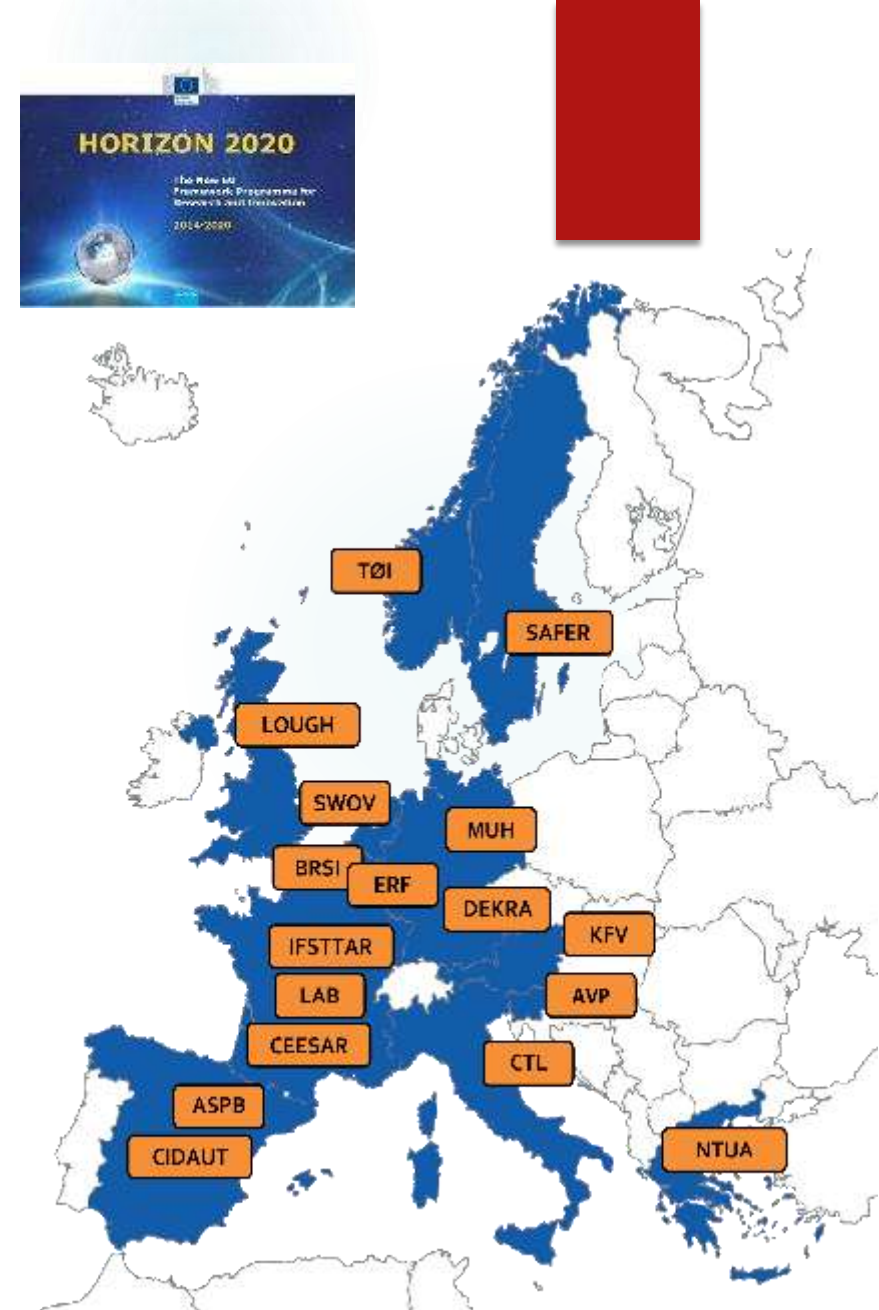 HORIZON 2020
The New EU
Framework Programme for
Research and Innovation
2014-2020
TØI
SAFER
LOUGH
SWOV
MUH
BRSI
ERF
DEKRA
KFV
IFSTTAR
LAB
AVP
CEESAR
CTL
ASPB
NTUA
CIDAUT